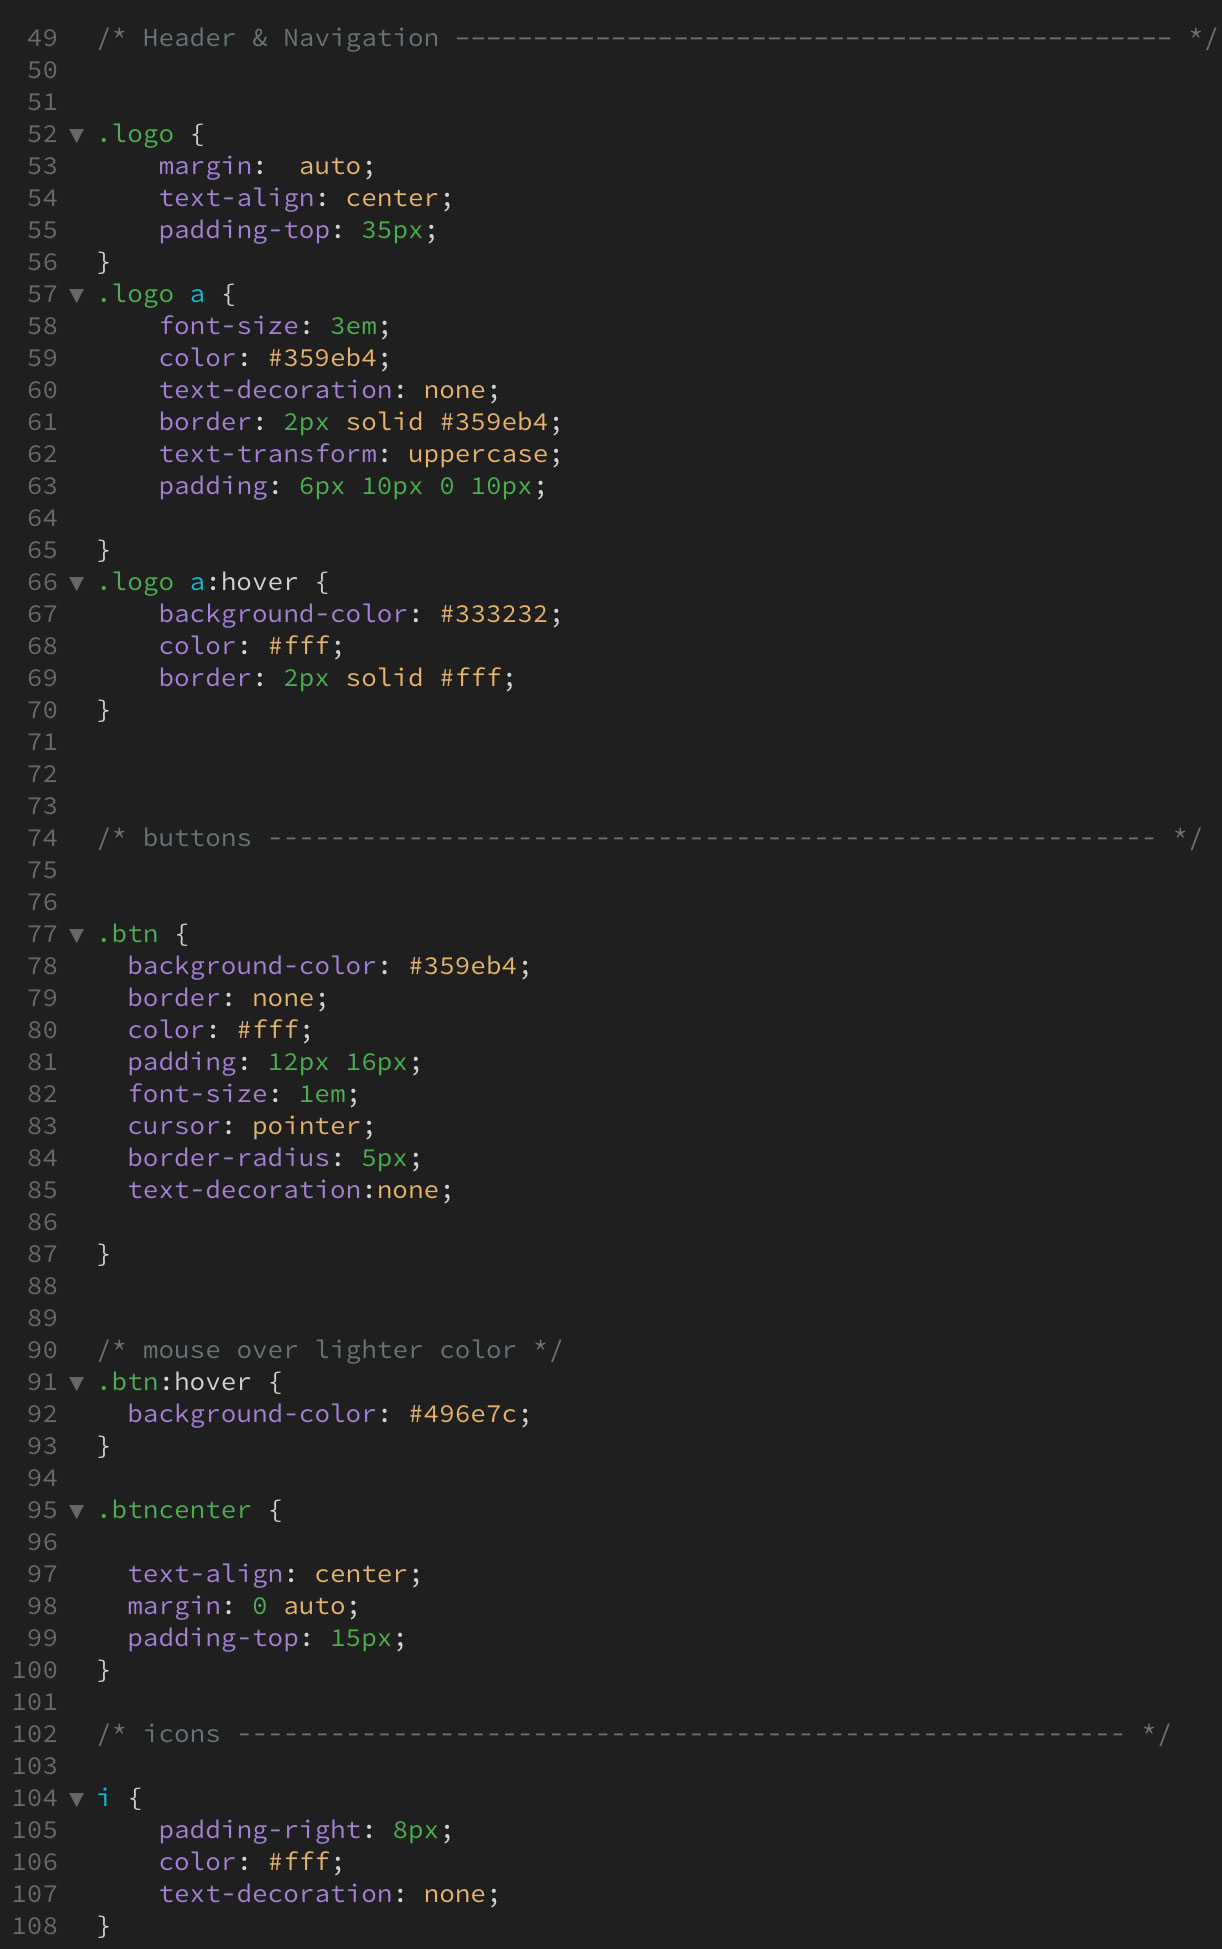 49 /* Header & Navigation ---------------------------------------------- */
50
51
52 ▼ .logo {
53     margin:  auto;
54     text-align: center;
55     padding-top: 35px;
56 }
57 ▼ .logo a {
58     font-size: 3em;
59     color: #359eb4;
60     text-decoration: none;
61     border: 2px solid #359eb4;
62     text-transform: uppercase;
63     padding: 6px 10px 0 10px;
64
65 }
66 ▼ .logo a:hover {
67     background-color: #333232;
68     color: #fff;
69     border: 2px solid #fff;
70 }
71
72
73
74 /* buttons --------------------------------------------------------- */
75
76
77 ▼ .btn {
78   background-color: #359eb4;
79   border: none;
80   color: #fff;
81   padding: 12px 16px;
82   font-size: 1em;
83   cursor: pointer;
84   border-radius: 5px;
85   text-decoration:none;
86
87 }
88
89
90 /* mouse over lighter color */
91 ▼ .btn:hover {
92   background-color: #496e7c;
93 }
94
95 ▼ .btncenter {
96
97   text-align: center;
98   margin: 0 auto;
99   padding-top: 15px;
100 }
101
102 /* icons --------------------------------------------------------- */
103
104 ▼ i {
105     padding-right: 8px;
106     color: #fff;
107     text-decoration: none;
108 }